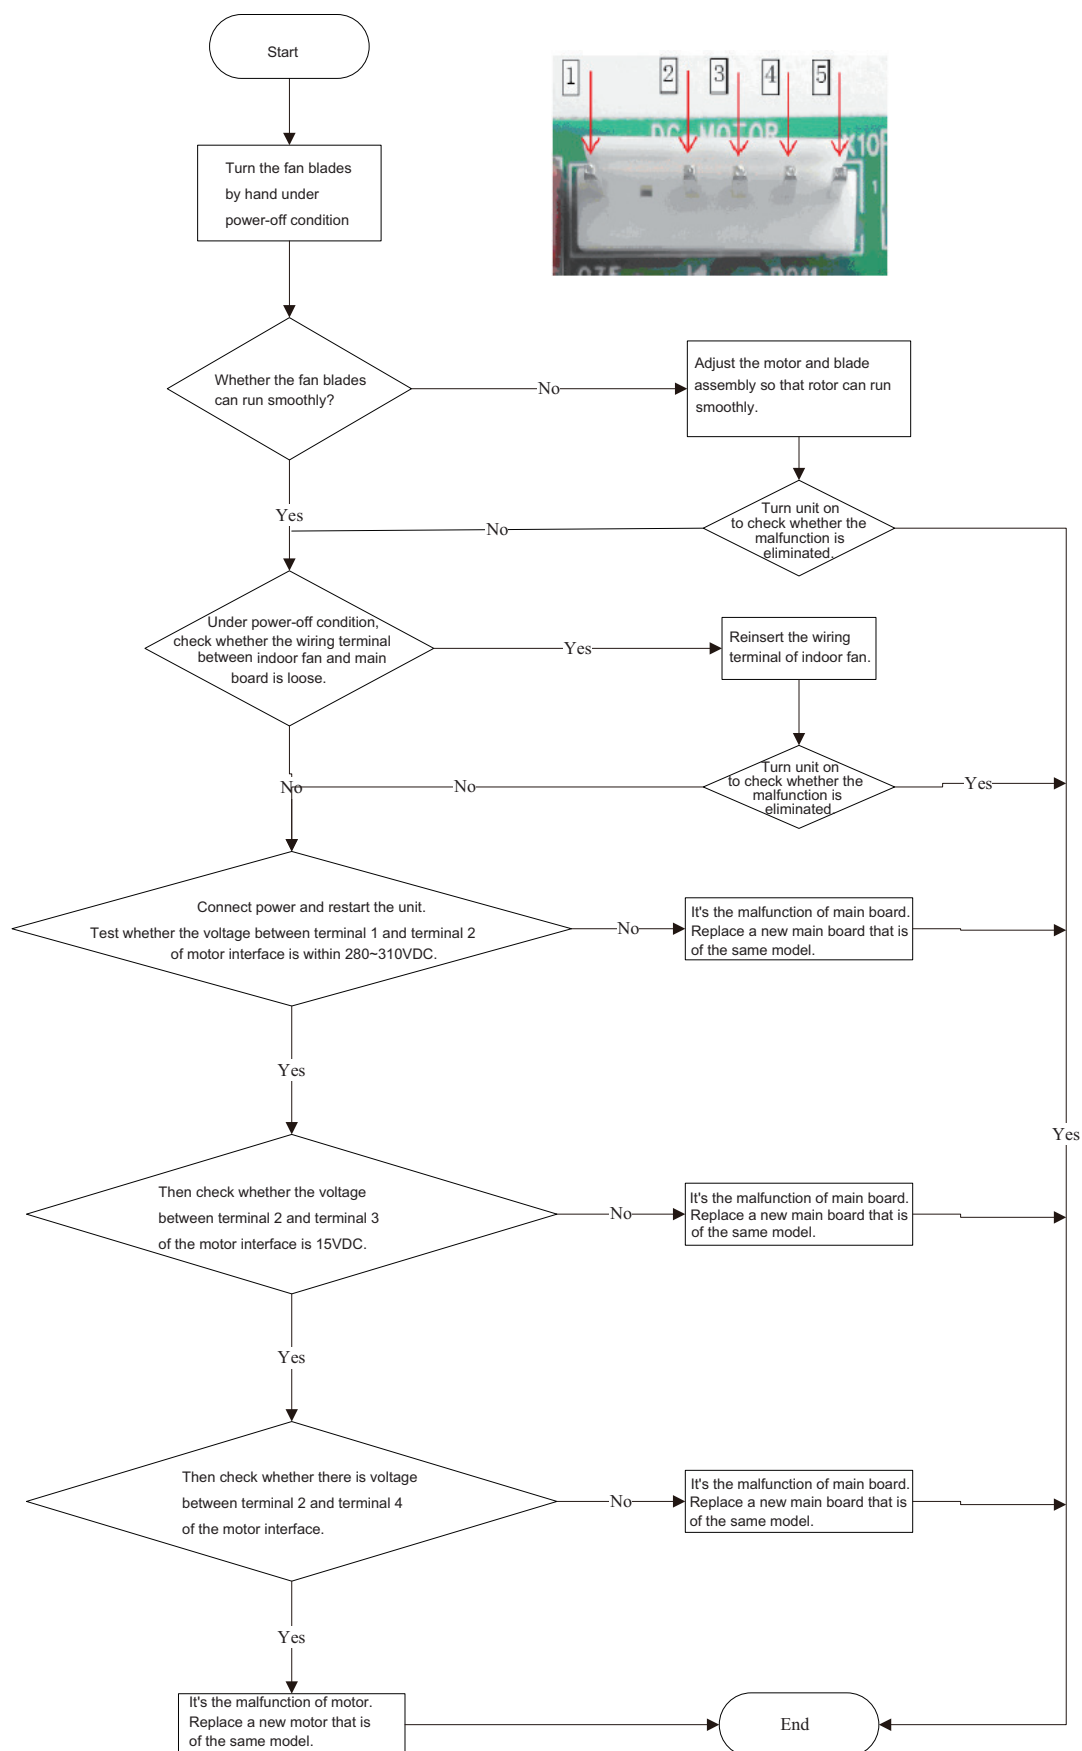 Start
1
2
3
4
5
DC MOTOR
1
Turn the fan blades
by hand under
power-off condition
Whether the fan blades
can run smoothly?
No
Adjust the motor and blade
assembly so that rotor can run
smoothly.
Yes
No
Turn unit on
to check whether the
malfunction is
eliminated.
Under power-off condition,
check whether the wiring terminal
between indoor fan and main
board is loose.
Yes
Reinsert the wiring
terminal of indoor fan.
No
No
Turn unit on
to check whether the
malfunction is
eliminated.
Yes
Connect power and restart the unit.
Test whether the voltage between terminal 1 and terminal 2
of motor interface is within 280~310VDC.
No
It's the malfunction of main board.
Replace a new main board that is
of the same model.
Yes
Yes
Then check whether the voltage
between terminal 2 and terminal 3
of the motor interface is 15VDC.
No
It's the malfunction of main board.
Replace a new main board that is
of the same model.
Yes
Then check whether there is voltage
between terminal 2 and terminal 4
of the motor interface.
No
It's the malfunction of main board.
Replace a new main board that is
of the same model.
Yes
It's the malfunction of motor.
Replace a new motor that is
of the same model.
End